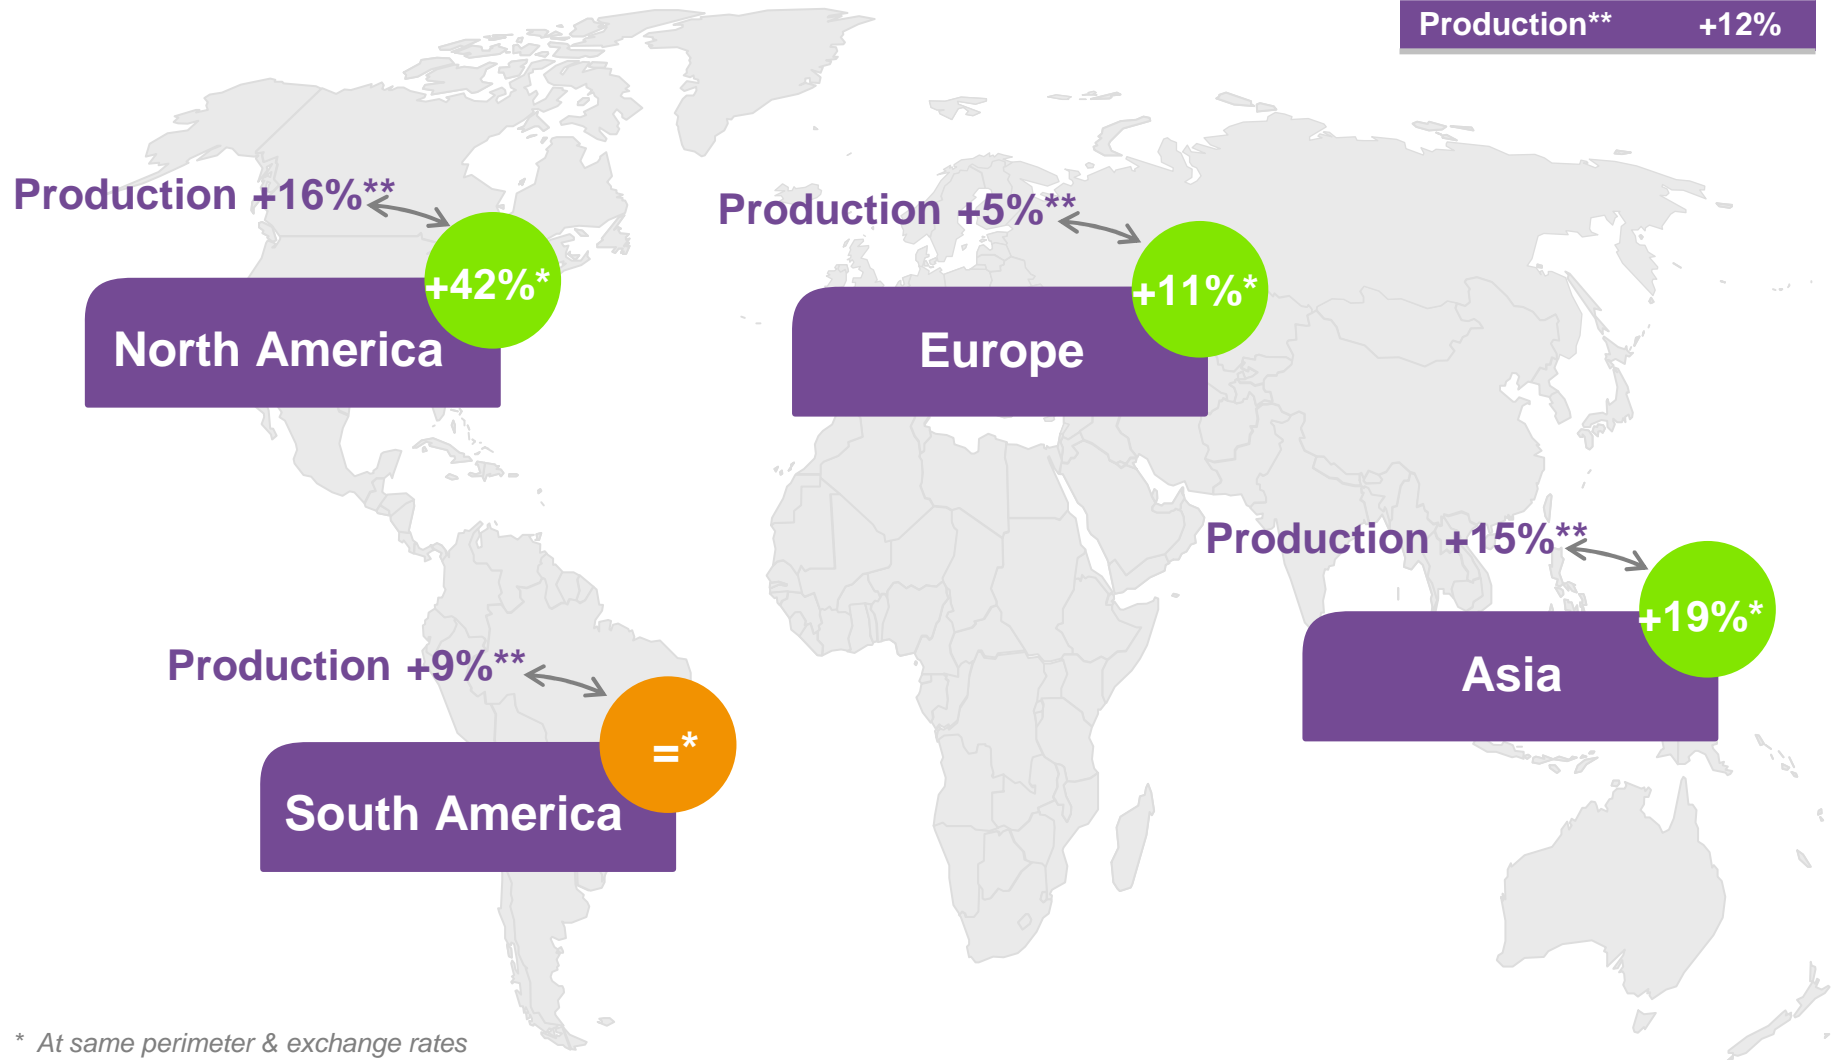 Production** +12%
Production +16%**
+42%*
North America
Production +5%**
+11%*
Europe
Production +15%**
+19%*
Asia
Production +9%**
=*
South America
* At same perimeter & exchange rates